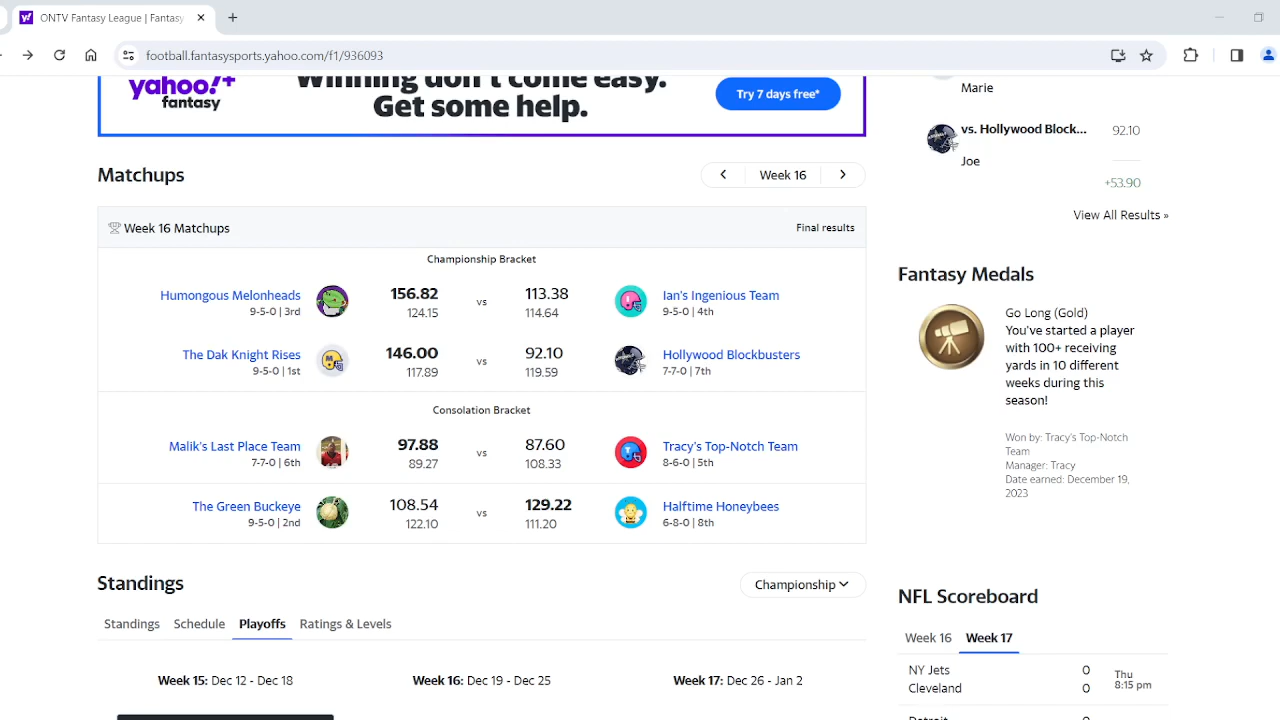 ONTV Fantasy League | Fantasy
football.fantasysports.yahoo.com/f1/936093
yahoo!+
fantasy
Winning don't come easy.
Get some help.
Try 7 days free*
Marie
vs. Hollywood Block... 92.10
Joe
+53.90
View All Results »
Matchups
Week 16
Week 16 Matchups
Final results
Championship Bracket
Humongous Melonheads 156.82 vs 113.38 Ian's Ingenious Team
9-5-0 | 3rd 124.15 114.64 9-5-0 | 4th
The Dak Knight Rises 146.00 vs 92.10 Hollywood Blockbusters
9-5-0 | 1st 117.89 119.59 7-7-0 | 7th
Consolation Bracket
Malik's Last Place Team 97.88 vs 87.60 Tracy's Top-Notch Team
7-7-0 | 6th 89.27 108.33 8-6-0 | 5th
The Green Buckeye 108.54 vs 129.22 Halftime Honeybees
9-5-0 | 2nd 122.10 111.20 6-8-0 | 8th
Fantasy Medals
Go Long (Gold)
You've started a player
with 100+ receiving
yards in 10 different
weeks during this
season!
Won by: Tracy's Top-Notch
Team
Manager: Tracy
Date earned: December 19,
2023
Standings
Championship
Standings Schedule Playoffs Ratings & Levels
Week 15: Dec 12 - Dec 18 Week 16: Dec 19 - Dec 25 Week 17: Dec 26 - Jan 2
NFL Scoreboard
Week 16 Week 17
NY Jets 0 Thu
Cleveland 0 8:15 pm